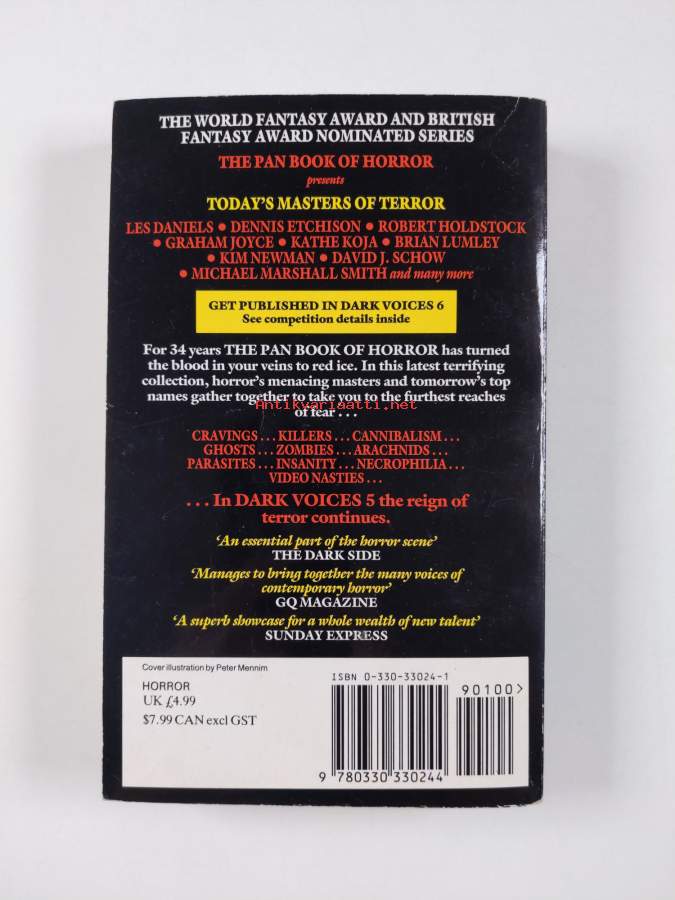 THE WORLD FANTASY AWARD AND BRITISH
FANTASY AWARD NOMINATED SERIES
THE PAN BOOK OF HORROR
presents
TODAY'S MASTERS OF TERROR
LES DANIELS • DENNIS ETCHISON • ROBERT HOLDSTOCK
• GRAHAM JOYCE • KATHE KOJA • BRIAN LUMLEY
• KIM NEWMAN • DAVID J. SCHOW
• MICHAEL MARSHALL SMITH and many more
GET PUBLISHED IN DARK VOICES 6
See competition details inside
For 34 years THE PAN BOOK OF HORROR has turned
the blood in your veins to red ice. In this latest terrifying
collection, horror's menacing masters and tomorrow's top
names gather together to take you to the furthest reaches
of fear . . .
Antikvariaatti.net
CRAVINGS . . . KILLERS . . . CANNIBALISM . . .
GHOSTS . . . ZOMBIES . . . ARACHNIDS . . .
PARASITES . . . INSANITY . . . NECROPHILIA . . .
VIDEO NASTIES . . .
. . . In DARK VOICES 5 the reign of
terror continues.
'An essential part of the horror scene'
THE DARK SIDE
'Manages to bring together the many voices of
contemporary horror'
GQ MAGAZINE
'A superb showcase for a whole wealth of new talent'
SUNDAY EXPRESS
Cover illustration by Peter Mennim
HORROR
UK £4.99
$7.99 CAN excl GST
ISBN 0-330-33024-1
90100>
9 780330 330244